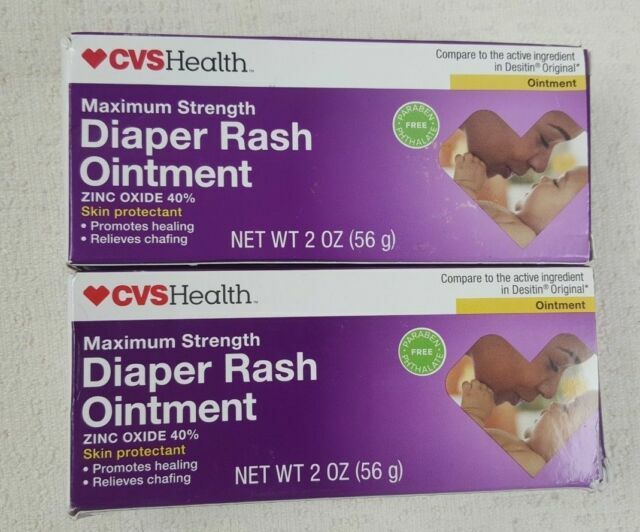 CVSHealth™
Compare to the active ingredient
in Desitin® Original*
Ointment
Maximum Strength
Diaper Rash
Ointment
ZINC OXIDE 40%
Skin protectant
• Promotes healing
• Relieves chafing
PARABEN
FREE
PHTHALATE
NET WT 2 OZ (56 g)
CVSHealth™
Compare to the active ingredient
in Desitin® Original*
Ointment
Maximum Strength
Diaper Rash
Ointment
ZINC OXIDE 40%
Skin protectant
• Promotes healing
• Relieves chafing
PARABEN
FREE
PHTHALATE
NET WT 2 OZ (56 g)